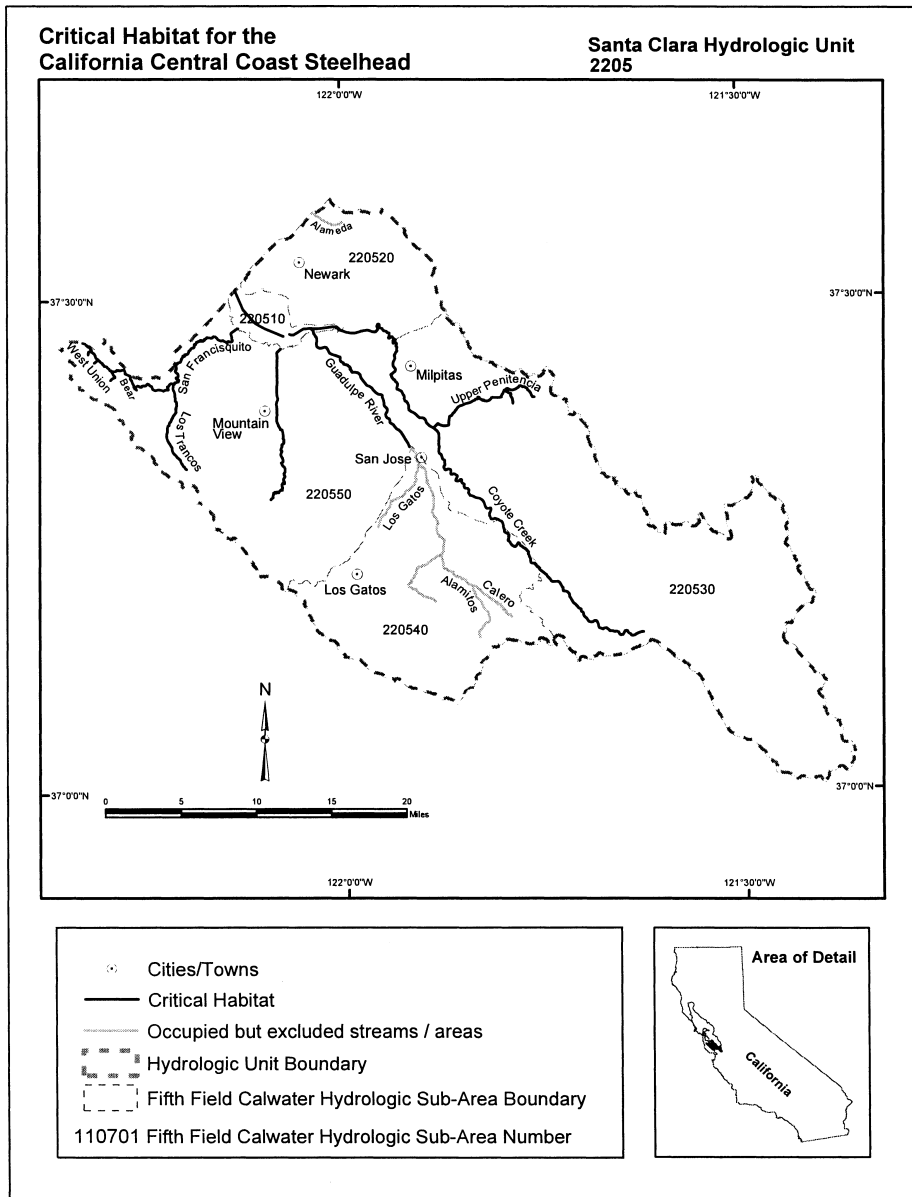 Critical Habitat for the
California Central Coast Steelhead
Santa Clara Hydrologic Unit
2205
122°0'0"W
121°30'0"W
Alameda
220520
Newark
37°30'0"N
37°30'0"N
220510
San Francisquito
West Union
Bear
Los Trancos
Mountain
View
Guadulpe River
Milpitas
Upper Penitencia
San Jose
220550
Los Gatos
Coyote Creek
Los Gatos
Alamitos
Calero
220530
220540
N
37°0'0"N
37°0'0"N
0 5 10 15 20
Miles
122°0'0"W
121°30'0"W
Cities/Towns
Critical Habitat
Occupied but excluded streams / areas
Hydrologic Unit Boundary
Fifth Field Calwater Hydrologic Sub-Area Boundary
110701 Fifth Field Calwater Hydrologic Sub-Area Number
Area of Detail
California